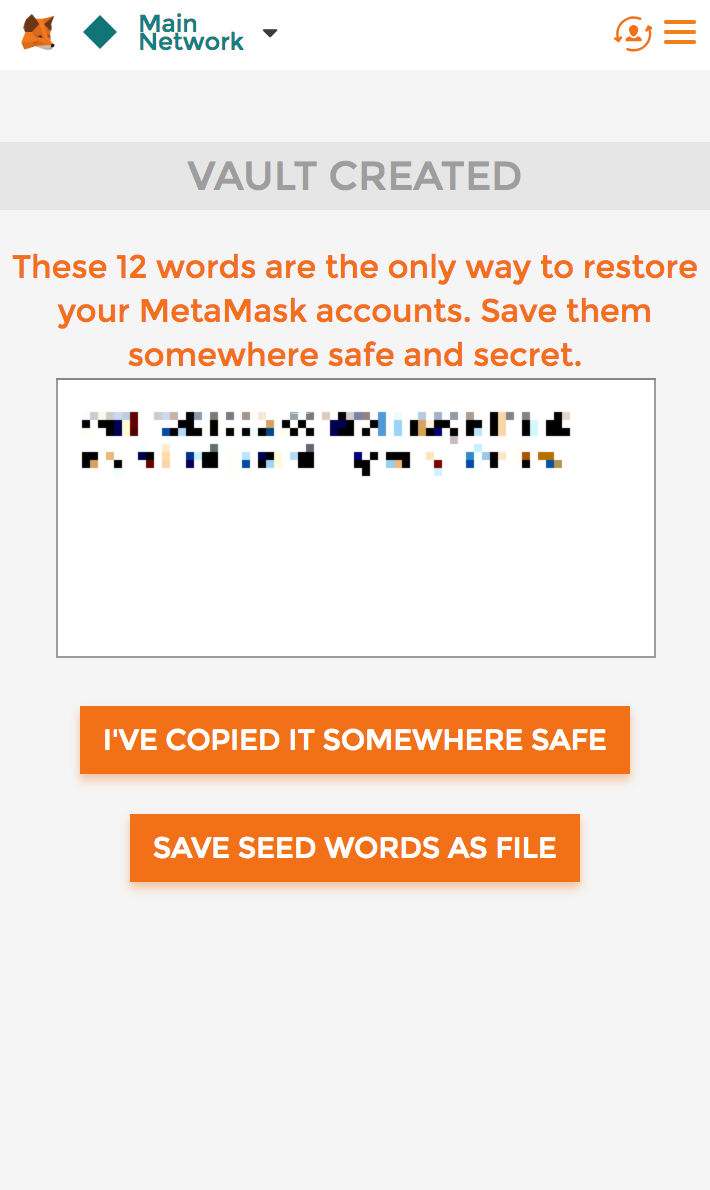 Main
Network
VAULT CREATED
These 12 words are the only way to restore
your MetaMask accounts. Save them
somewhere safe and secret.
I'VE COPIED IT SOMEWHERE SAFE
SAVE SEED WORDS AS FILE